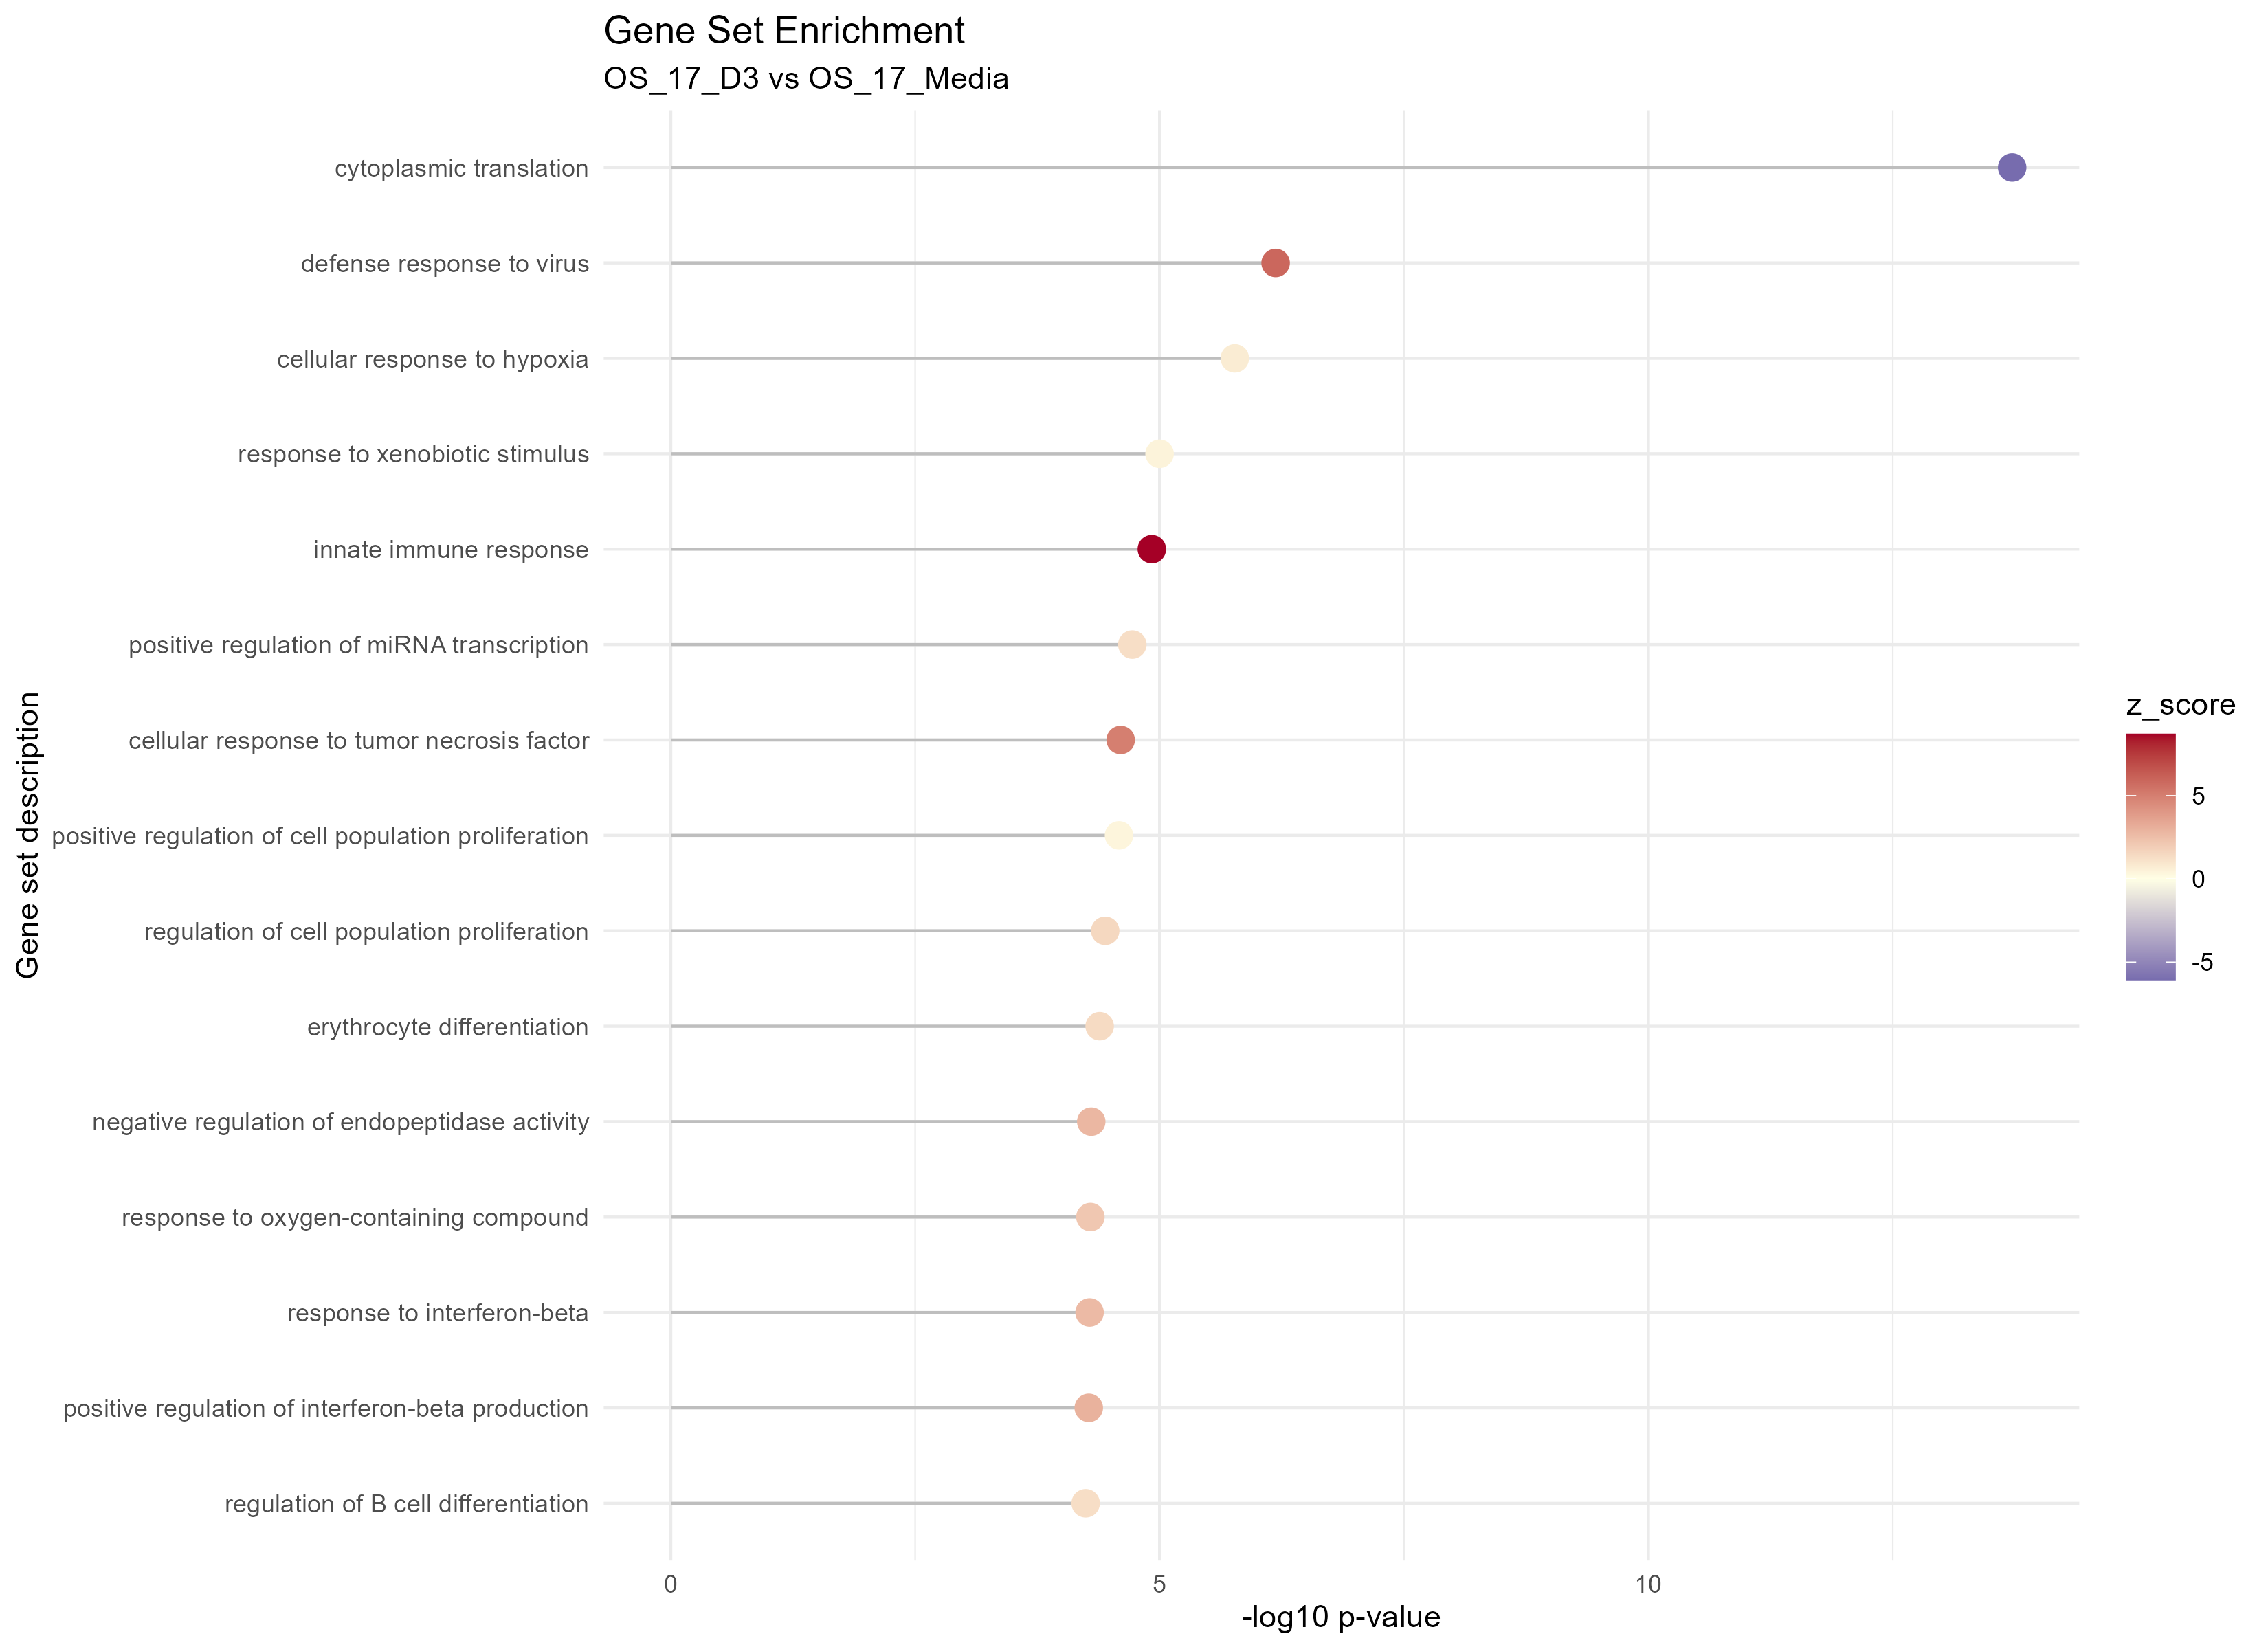 Gene Set Enrichment
OS_17_D3 vs OS_17_Media
Gene set description
cytoplasmic translation
defense response to virus
cellular response to hypoxia
response to xenobiotic stimulus
innate immune response
positive regulation of miRNA transcription
cellular response to tumor necrosis factor
positive regulation of cell population proliferation
regulation of cell population proliferation
erythrocyte differentiation
negative regulation of endopeptidase activity
response to oxygen-containing compound
response to interferon-beta
positive regulation of interferon-beta production
regulation of B cell differentiation
0 5 10
-log10 p-value
z_score
5
0
-5